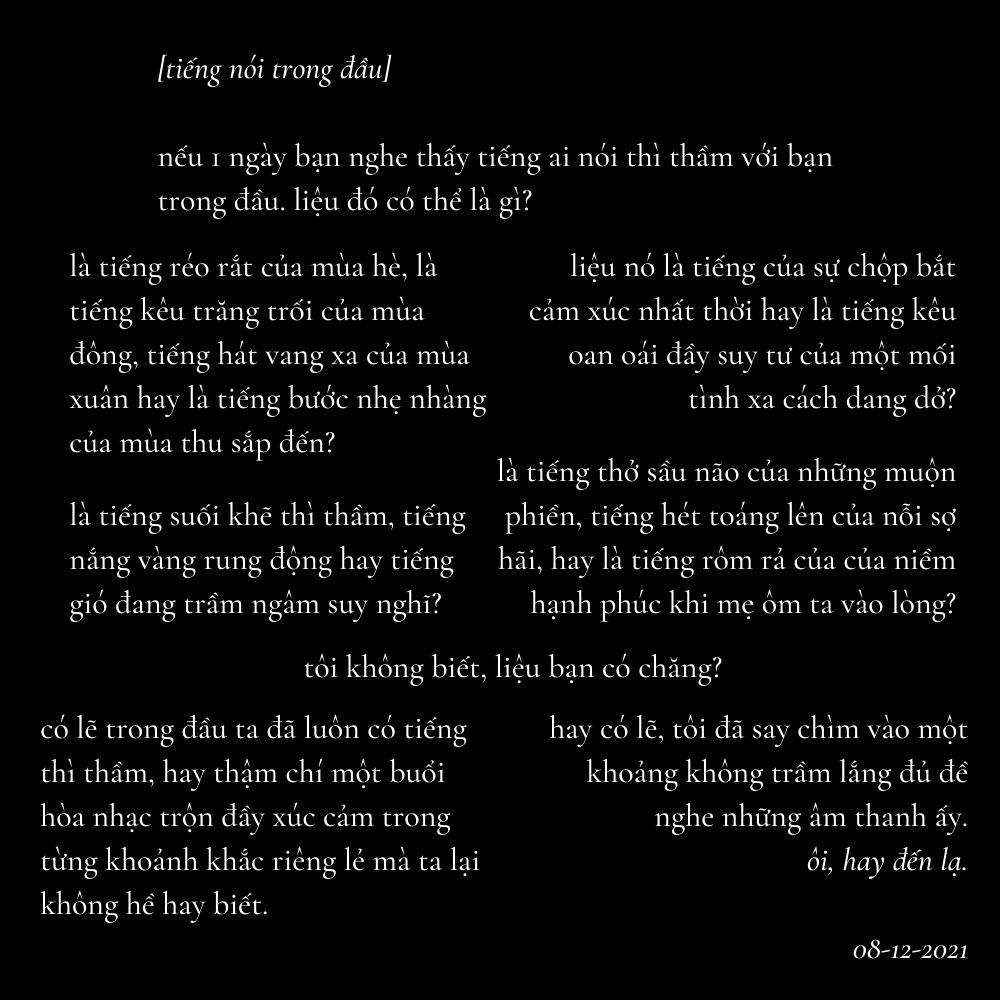 [tiếng nói trong đầu]
nếu 1 ngày bạn nghe thấy tiếng ai nói thì thầm với bạn
trong đầu. liệu đó có thể là gì?
là tiếng réo rắt của mùa hè, là
tiếng kêu trăng trối của mùa
đông, tiếng hát vang xa của mùa
xuân hay là tiếng bước nhẹ nhàng
của mùa thu sắp đến?
là tiếng suối khẽ thì thầm, tiếng
nắng vàng rung động hay tiếng
gió đang trầm ngâm suy nghĩ?
liệu nó là tiếng của sự chộp bắt
cảm xúc nhất thời hay là tiếng kêu
oan oái đầy suy tư của một mối
tình xa cách dang dở?
là tiếng thở sầu não của những muộn
phiền, tiếng hét toáng lên của nỗi sợ
hãi, hay là tiếng rôm rả của của niềm
hạnh phúc khi mẹ ôm ta vào lòng?
tôi không biết, liệu bạn có chăng?
có lẽ trong đầu ta đã luôn có tiếng
thì thầm, hay thậm chí một buổi
hòa nhạc trộn đầy xúc cảm trong
từng khoảnh khắc riêng lẻ mà ta lại
không hề hay biết.
hay có lẽ, tôi đã say chìm vào một
khoảng không trầm lắng đủ đề
nghe những âm thanh ấy.
ôi, hay đến lạ.
08-12-2021